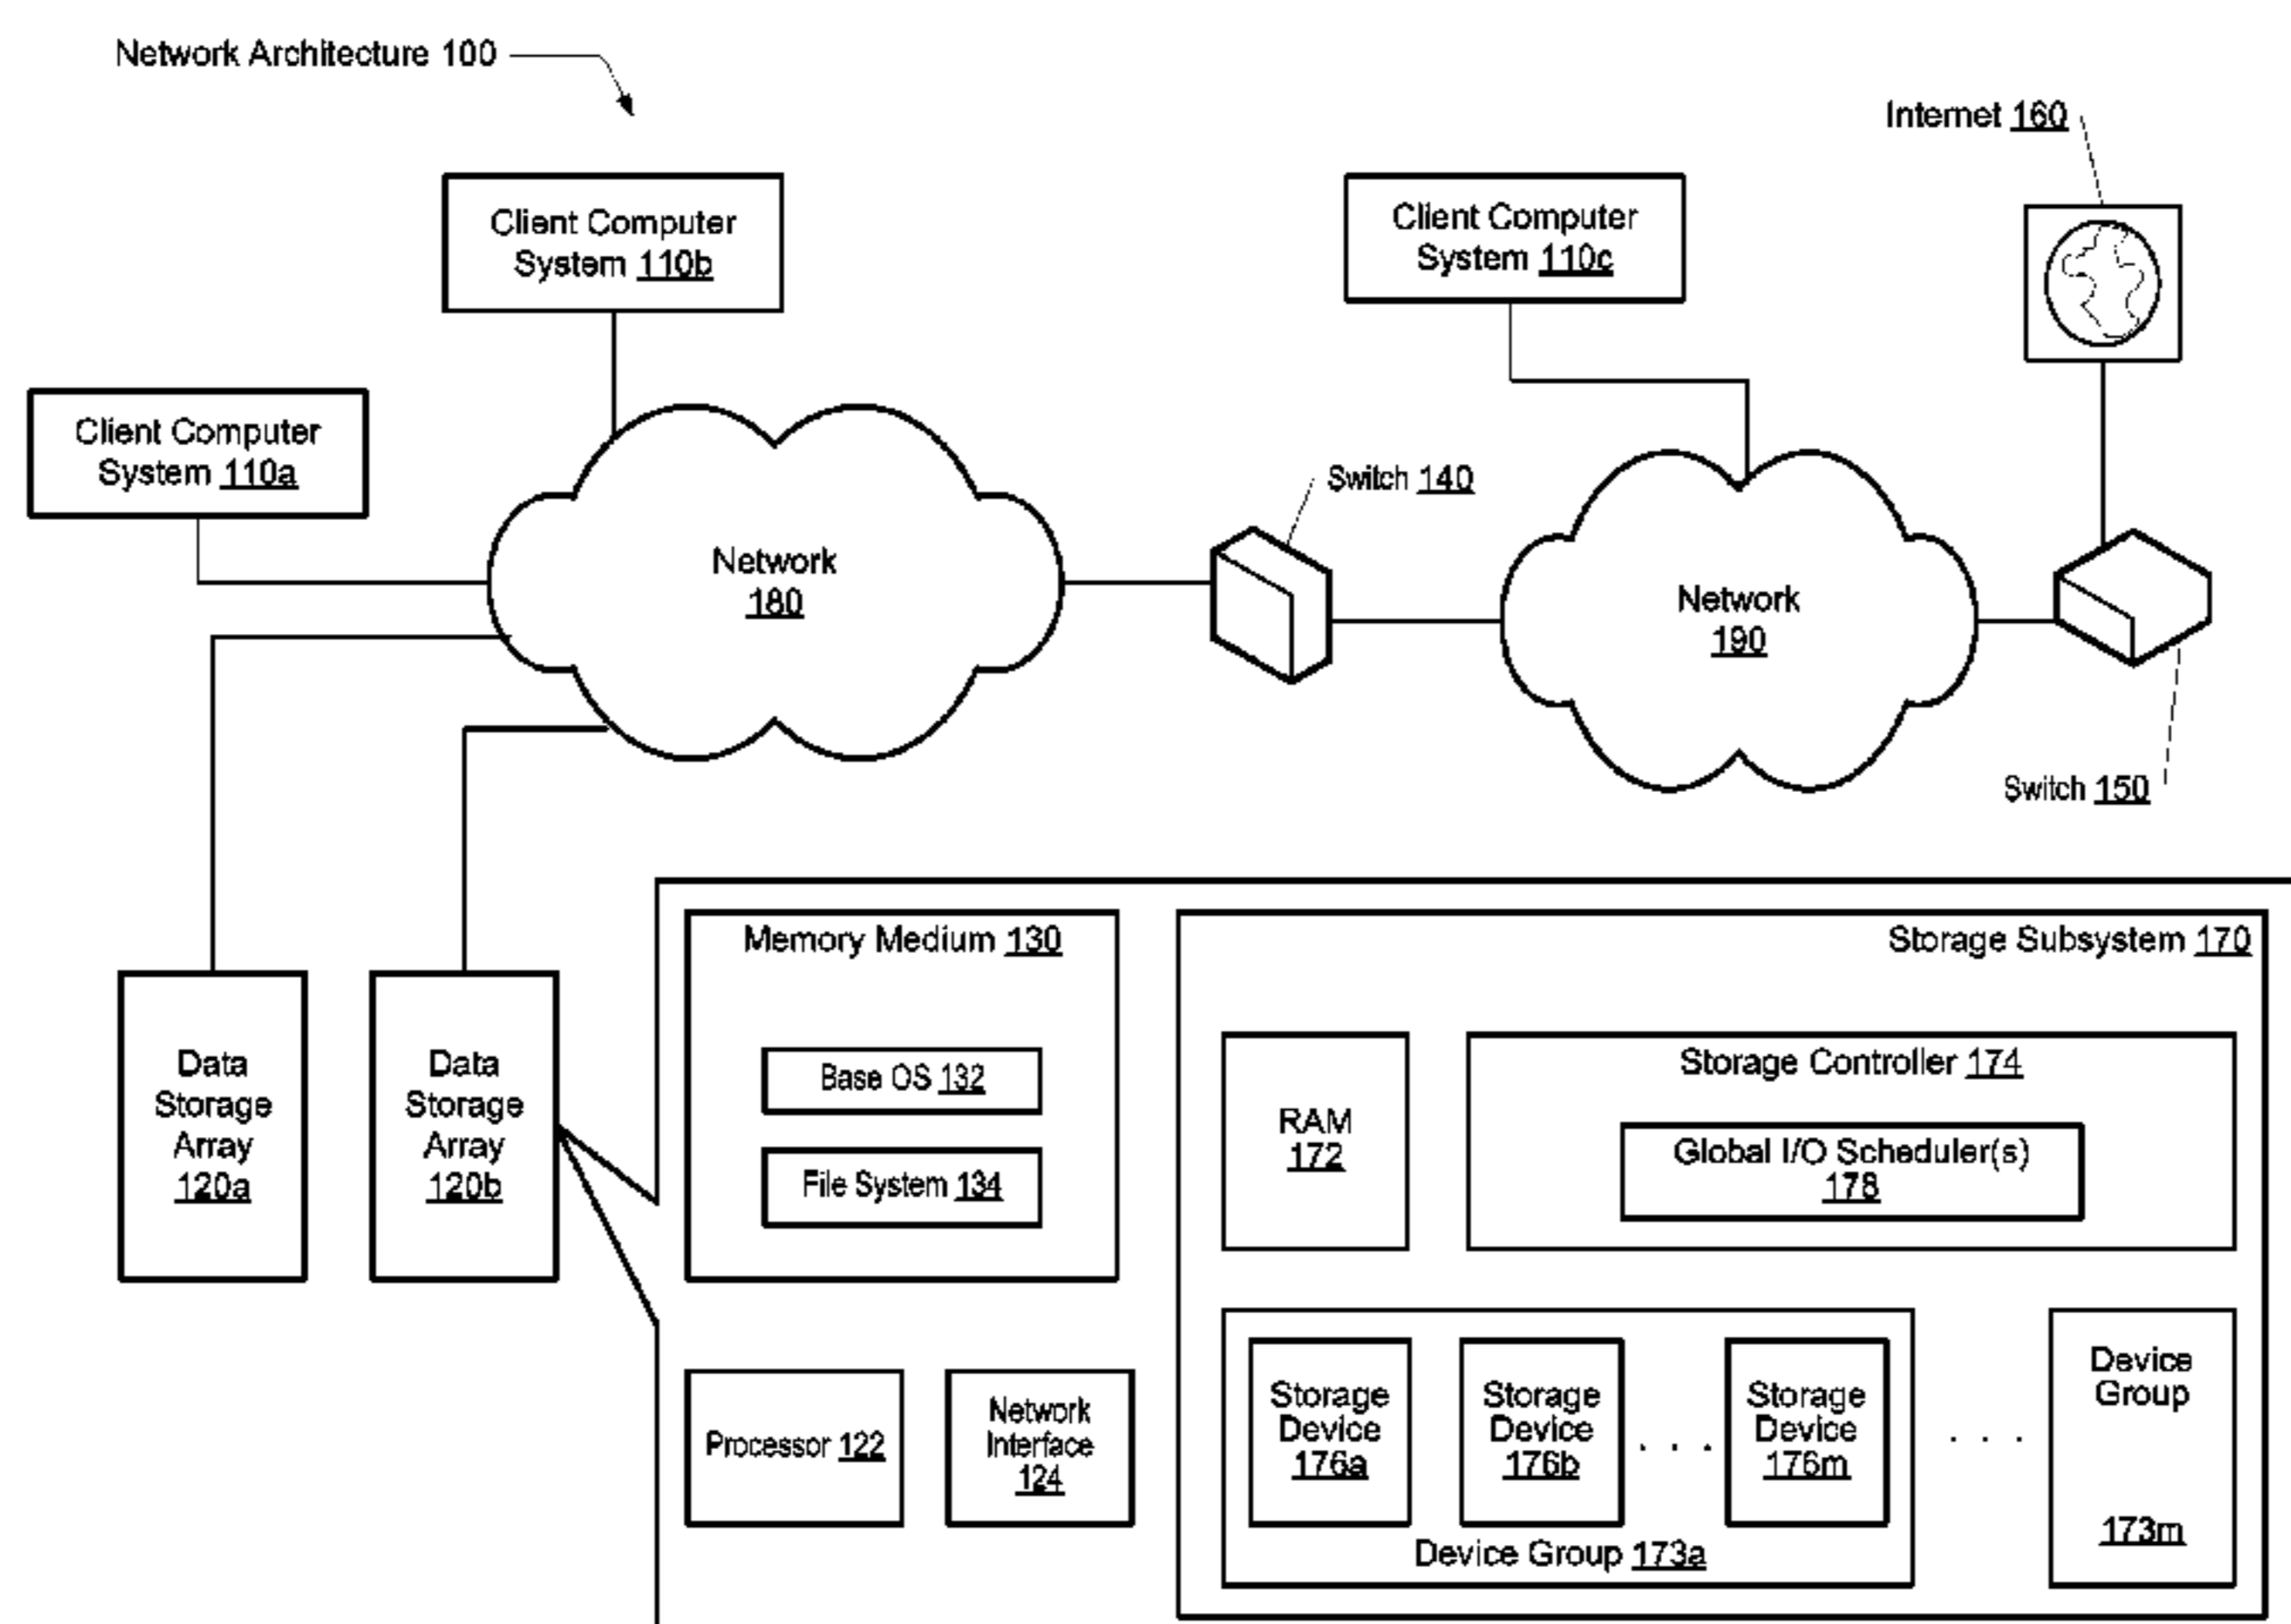 Network Architecture 100
Internet 160
Client Computer
System 110b
Client Computer
System 110c
Client Computer
System 110a
Switch 140
Network
180
Network
190
Switch 150
Memory Medium 130
Storage Subsystem 170
Data
Storage
Array
120a
Data
Storage
Array
120b
Base OS 132
File System 134
RAM
172
Storage Controller 174
Global I/O Scheduler(s)
178
Processor 122
Network
Interface
124
Storage
Device
176a
Storage
Device
176b
. . .
Storage
Device
176m
Device Group 173a
. . .
Device
Group
173m